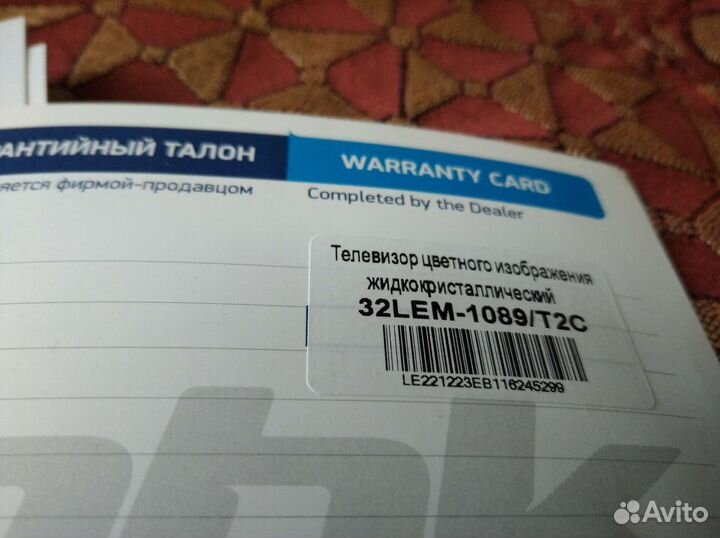 АНТИЙНЫЙ ТАЛОН
WARRANTY CARD
яется фирмой-продавцом
Completed by the Dealer
Телевизор цветного изображения
жидкокристаллический
32LEM-1089/T2C
LE221223EB116245299
bbk
Avito